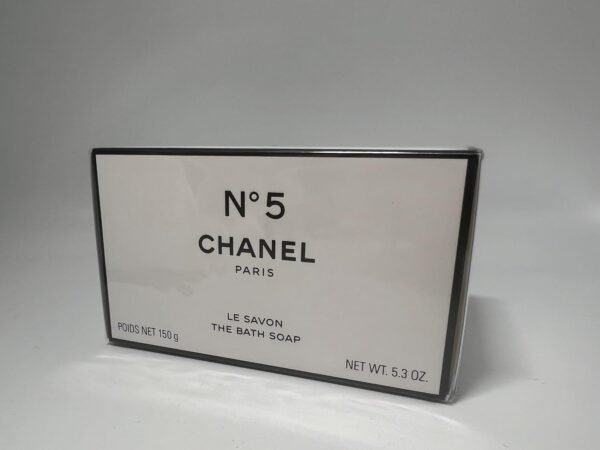 N°5
CHANEL
PARIS
LE SAVON
THE BATH SOAP
POIDS NET 150 g
NET WT. 5.3 OZ.